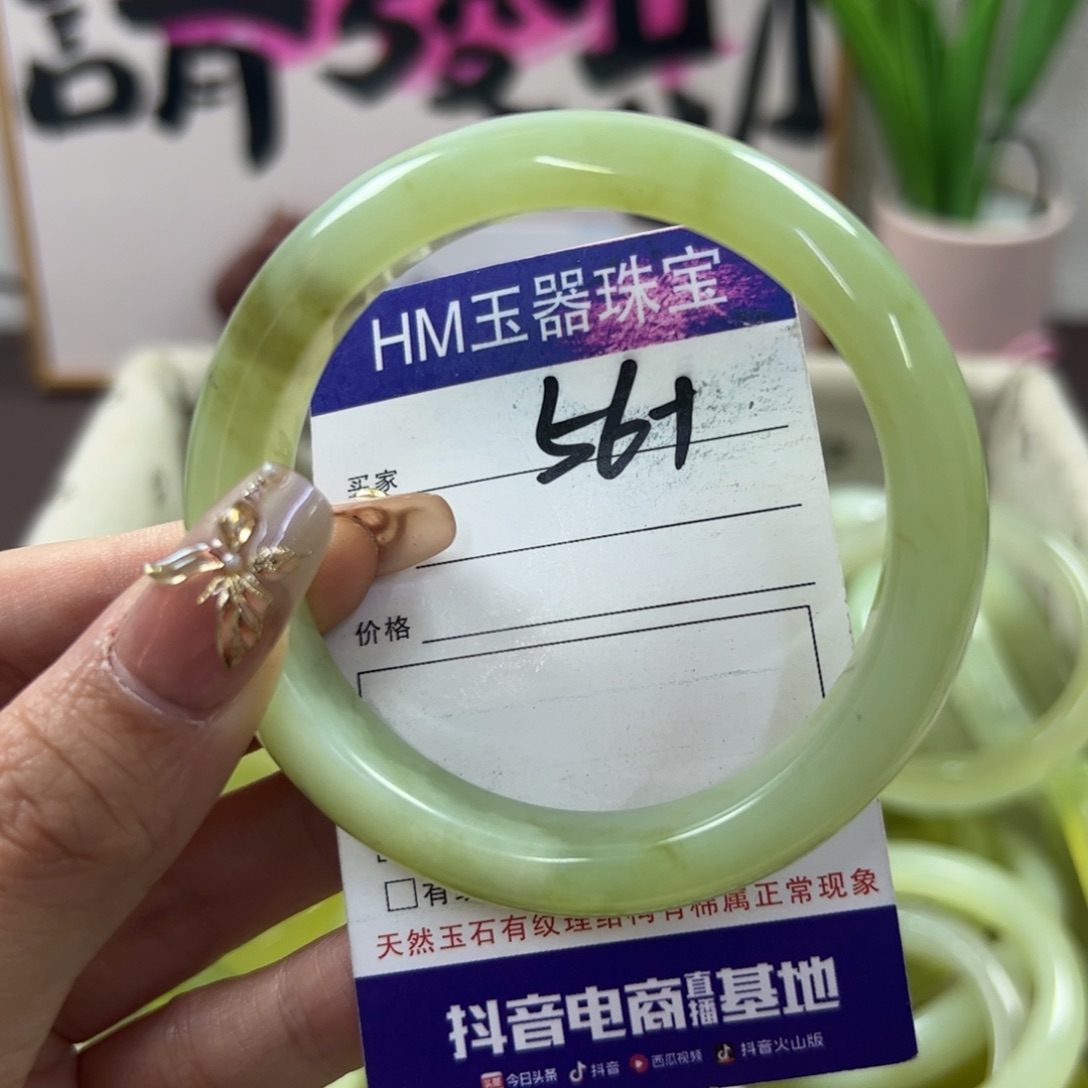 HM玉器珠宝
56+
买家
价格
天然玉石有纹理结构有棉属正常现象
抖音电商直播基地
今日头条 抖音 西瓜视频 抖音火山版